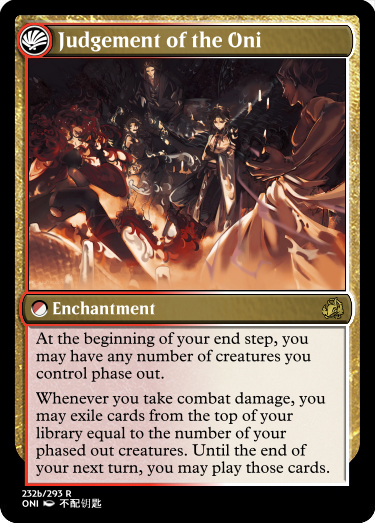 Judgement of the Oni
Enchantment
At the beginning of your end step, you
may have any number of creatures you
control phase out.
Whenever you take combat damage, you
may exile cards from the top of your
library equal to the number of your
phased out creatures. Until the end of
your next turn, you may play those cards.
232b/293 R
ONI 不配钥匙